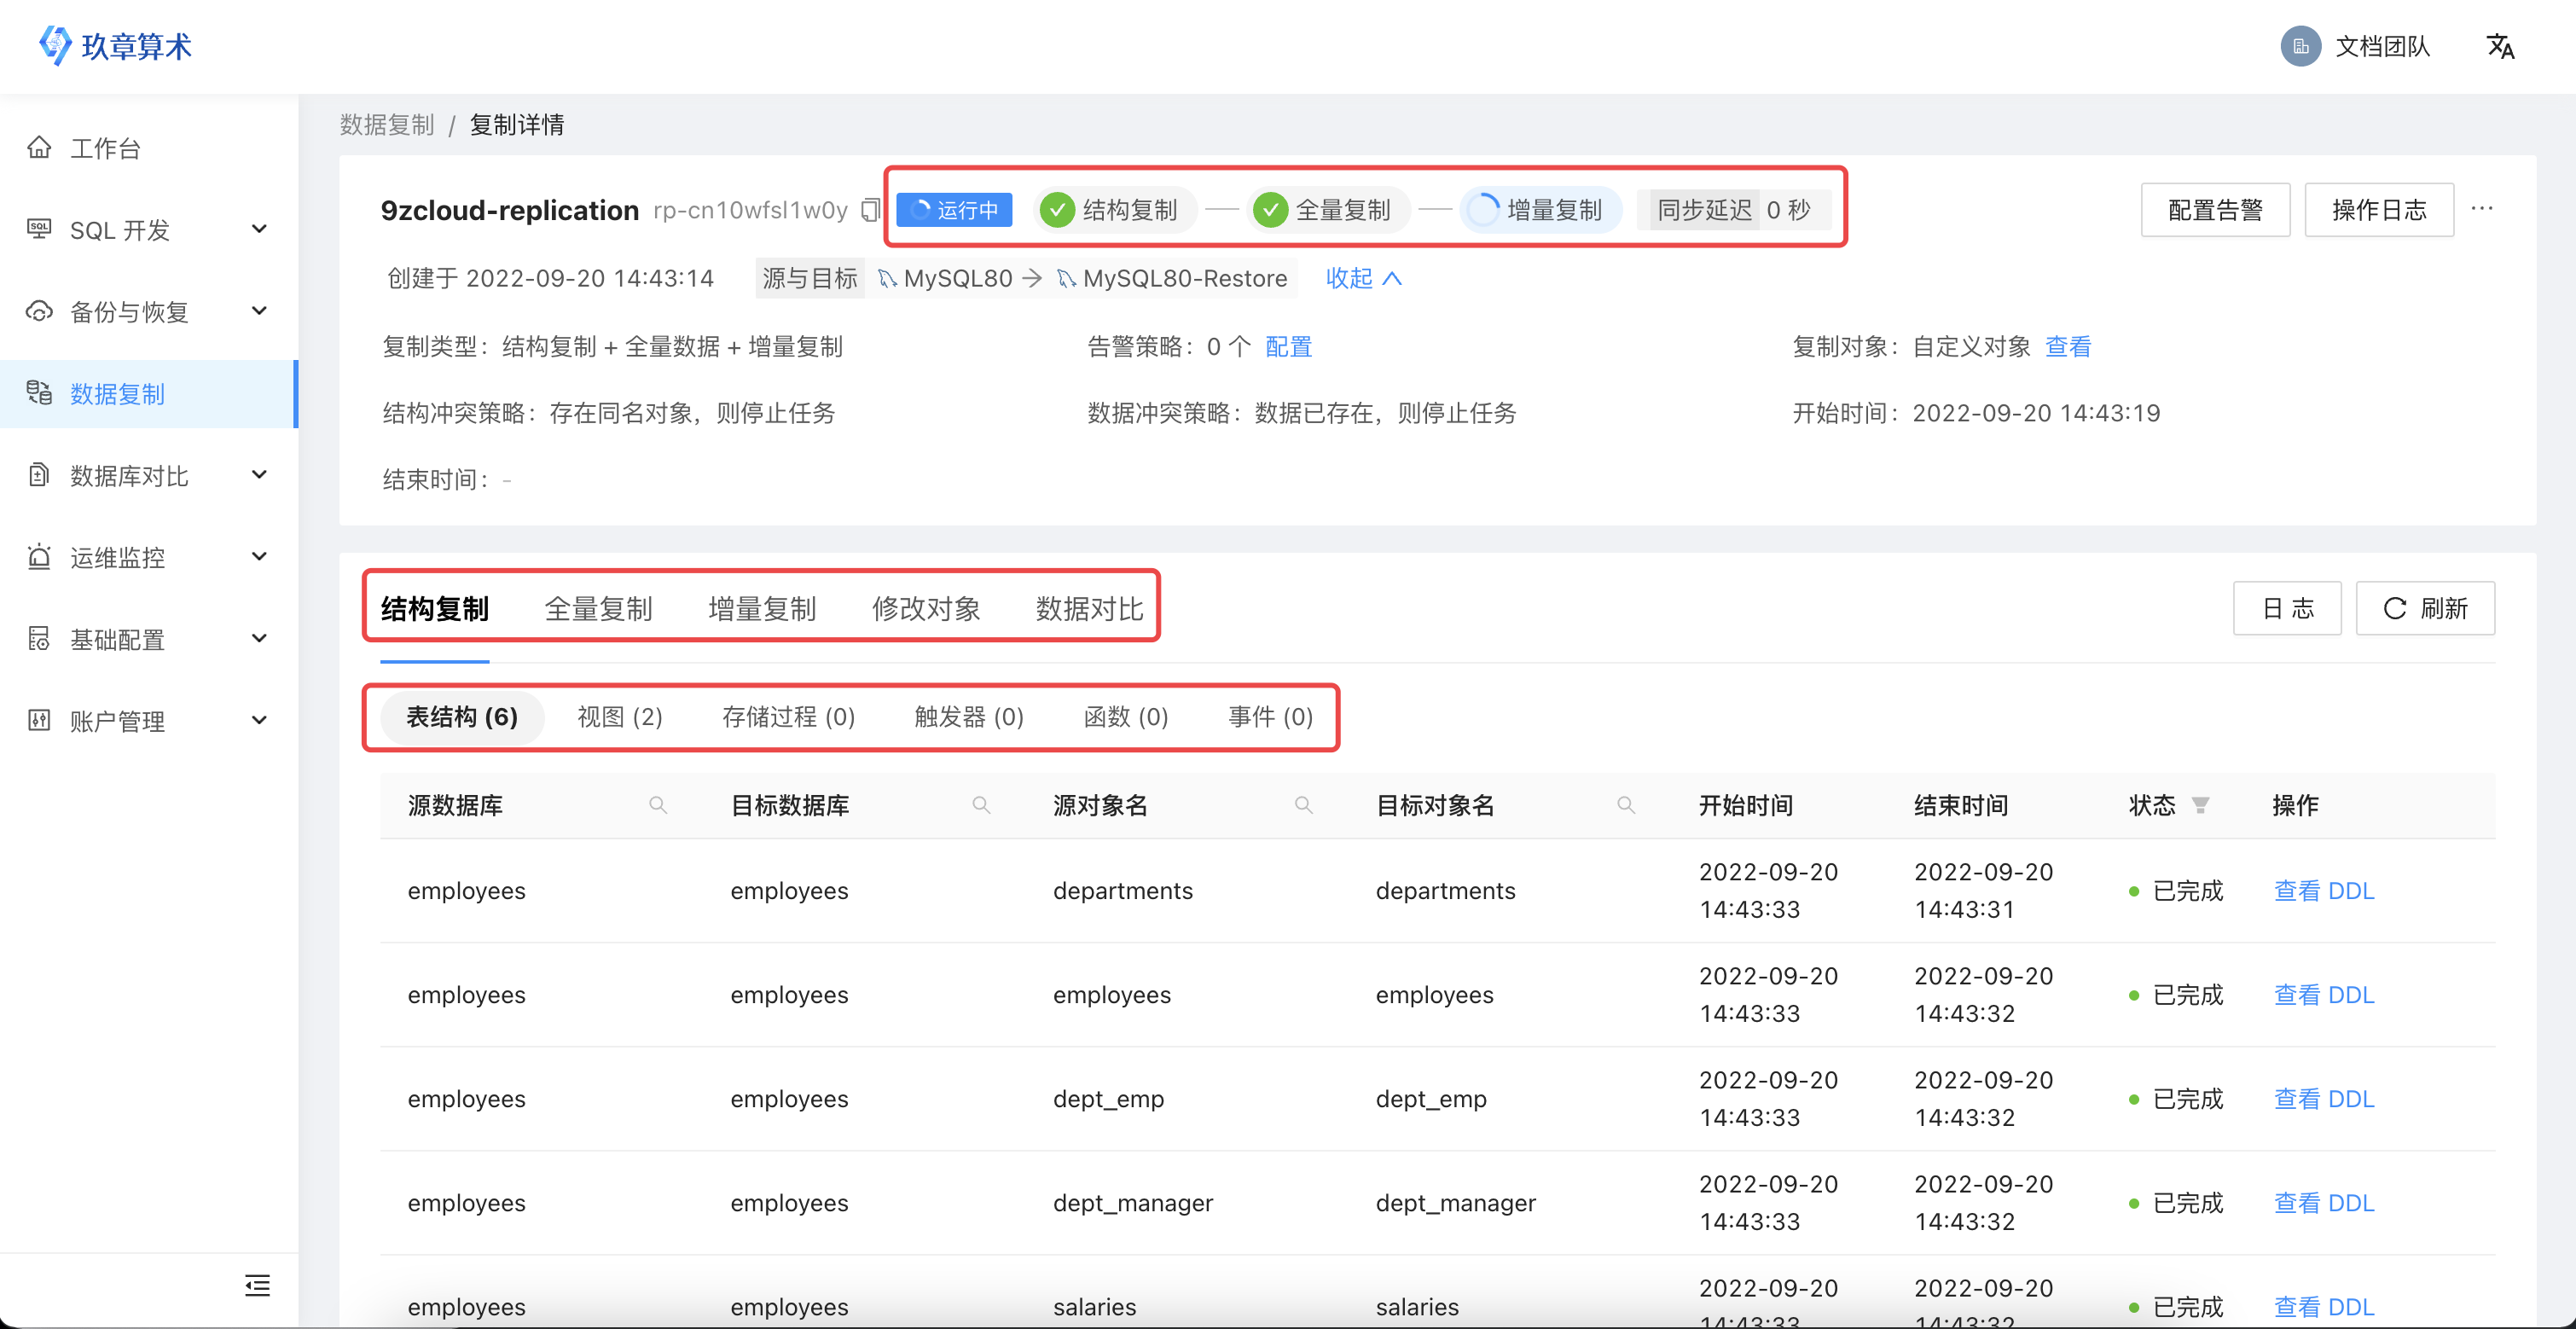 玖章算术
文档团队
工作台
SQL 开发
备份与恢复
数据复制
数据库对比
运维监控
基础配置
账户管理
数据复制 / 复制详情
9zcloud-replication rp-cn10wfsl1w0y 运行中 结构复制 全量复制 增量复制 同步延迟 0 秒 配置告警 操作日志 ···
创建于 2022-09-20 14:43:14 源与目标 MySQL80 → MySQL80-Restore 收起
复制类型：结构复制 + 全量数据 + 增量复制 告警策略：0 个 配置 复制对象：自定义对象 查看
结构冲突策略：存在同名对象，则停止任务 数据冲突策略：数据已存在，则停止任务 开始时间：2022-09-20 14:43:19
结束时间：-
结构复制 全量复制 增量复制 修改对象 数据对比 日 志 刷新
表结构 (6) 视图 (2) 存储过程 (0) 触发器 (0) 函数 (0) 事件 (0)
源数据库 目标数据库 源对象名 目标对象名 开始时间 结束时间 状态 操作
employees employees departments departments 2022-09-20 14:43:33 2022-09-20 14:43:31 已完成 查看 DDL
employees employees employees employees 2022-09-20 14:43:33 2022-09-20 14:43:32 已完成 查看 DDL
employees employees dept_emp dept_emp 2022-09-20 14:43:33 2022-09-20 14:43:32 已完成 查看 DDL
employees employees dept_manager dept_manager 2022-09-20 14:43:33 2022-09-20 14:43:32 已完成 查看 DDL
employees employees salaries salaries 2022-09-20 14:43:33 2022-09-20 14:43:32 已完成 查看 DDL